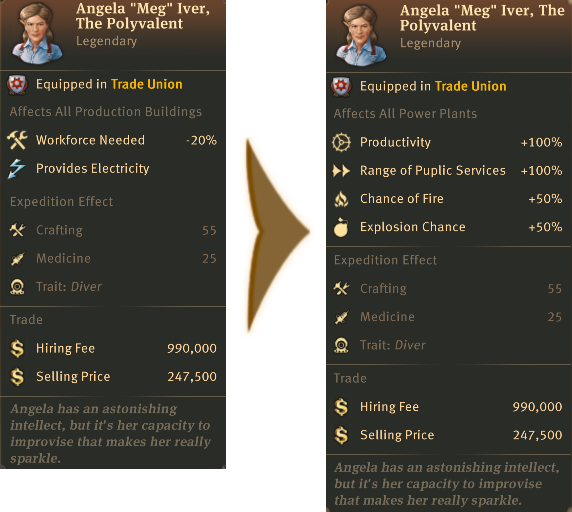 Angela "Meg" Iver,
The Polyvalent
Legendary
Equipped in Trade Union
Affects All Production Buildings
Workforce Needed -20%
Provides Electricity
Expedition Effect
Crafting 55
Medicine 25
Trait: Diver
Trade
Hiring Fee 990,000
Selling Price 247,500
Angela has an astonishing
intellect, but it's her capacity to
improvise that makes her really
sparkle.
Angela "Meg" Iver, The
Polyvalent
Legendary
Equipped in Trade Union
Affects All Power Plants
Productivity +100%
Range of Puplic Services +100%
Chance of Fire +50%
Explosion Chance +50%
Expedition Effect
Crafting 55
Medicine 25
Trait: Diver
Trade
Hiring Fee 990,000
Selling Price 247,500
Angela has an astonishing intellect,
but it's her capacity to improvise
that makes her really sparkle.